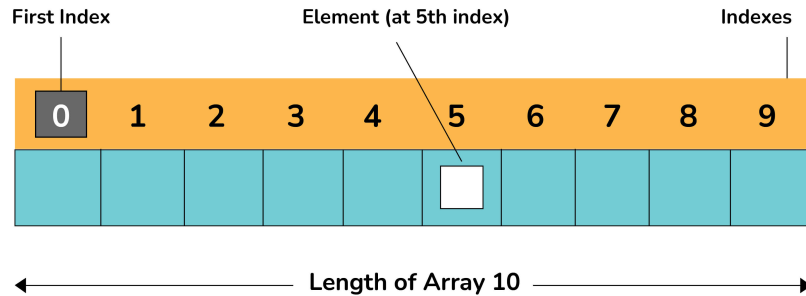 First Index
Element (at 5th index)
Indexes
0 1 2 3 4 5 6 7 8 9
Length of Array 10